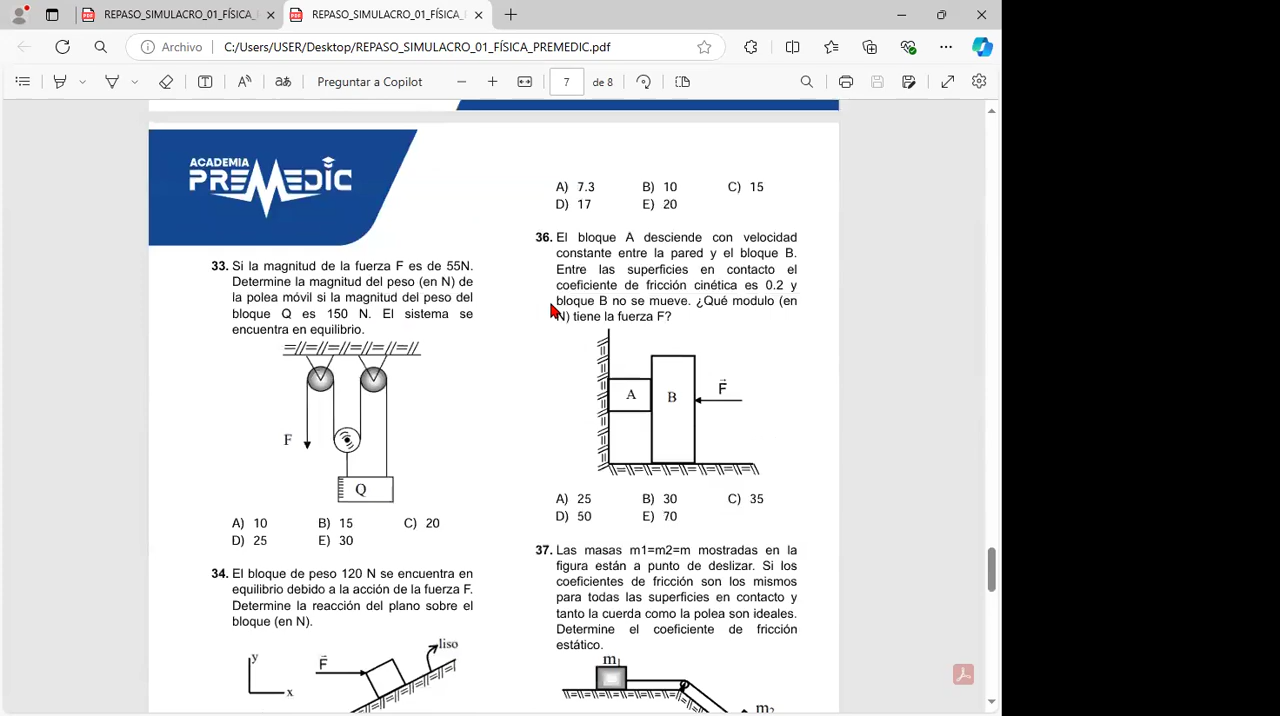 REPASO_SIMULACRO_01_FÍSICA_F
REPASO_SIMULACRO_01_FÍSICA_F
Archivo
C:/Users/USER/Desktop/REPASO_SIMULACRO_01_FÍSICA_PREMEDIC.pdf
Preguntar a Copilot
7
de 8
ACADEMIA
PREMEDIC
33. Si la magnitud de la fuerza F es de 55N.
Determine la magnitud del peso (en N) de
la polea móvil si la magnitud del peso del
bloque Q es 150 N. El sistema se
encuentra en equilibrio.
F
Q
A) 10 B) 15 C) 20
D) 25 E) 30
34. El bloque de peso 120 N se encuentra en
equilibrio debido a la acción de la fuerza F.
Determine la reacción del plano sobre el
bloque (en N).
y
x
F
liso
A) 7.3 B) 10 C) 15
D) 17 E) 20
36. El bloque A desciende con velocidad
constante entre la pared y el bloque B.
Entre las superficies en contacto el
coeficiente de fricción cinética es 0.2 y
bloque B no se mueve. ¿Qué modulo (en
N) tiene la fuerza F?
A
B
F
A) 25 B) 30 C) 35
D) 50 E) 70
37. Las masas m1=m2=m mostradas en la
figura están a punto de deslizar. Si los
coeficientes de fricción son los mismos
para todas las superficies en contacto y
tanto la cuerda como la polea son ideales.
Determine el coeficiente de fricción
estático.
m1
m2